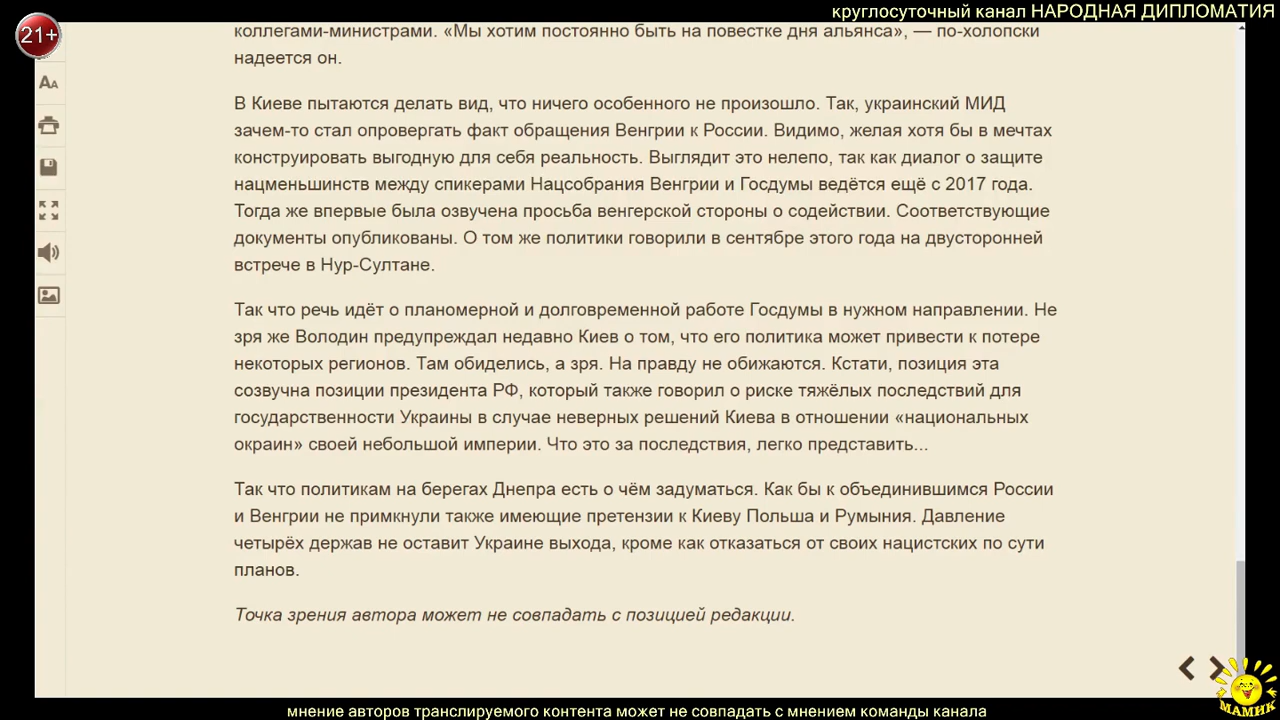 круглосуточный канал НАРОДНАЯ ДИПЛОМАТИЯ
21+
коллегами-министрами. «Мы хотим постоянно быть на повестке дня альянса», — по-холопски
надеется он.
В Киеве пытаются делать вид, что ничего особенного не произошло. Так, украинский МИД
зачем-то стал опровергать факт обращения Венгрии к России. Видимо, желая хотя бы в мечтах
конструировать выгодную для себя реальность. Выглядит это нелепо, так как диалог о защите
нацменьшинств между спикерами Нацсобрания Венгрии и Госдумы ведётся ещё с 2017 года.
Тогда же впервые была озвучена просьба венгерской стороны о содействии. Соответствующие
документы опубликованы. О том же политики говорили в сентябре этого года на двусторонней
встрече в Нур-Султане.
Так что речь идёт о планомерной и долговременной работе Госдумы в нужном направлении. Не
зря же Володин предупреждал недавно Киев о том, что его политика может привести к потере
некоторых регионов. Там обиделись, а зря. На правду не обижаются. Кстати, позиция эта
созвучна позиции президента РФ, который также говорил о риске тяжёлых последствий для
государственности Украины в случае неверных решений Киева в отношении «национальных
окраин» своей небольшой империи. Что это за последствия, легко представить...
Так что политикам на берегах Днепра есть о чём задуматься. Как бы к объединившимся России
и Венгрии не примкнули также имеющие претензии к Киеву Польша и Румыния. Давление
четырёх держав не оставит Украине выхода, кроме как отказаться от своих нацистских по сути
планов.
Точка зрения автора может не совпадать с позицией редакции.
МАМИК
мнение авторов транслируемого контента может не совпадать с мнением команды канала